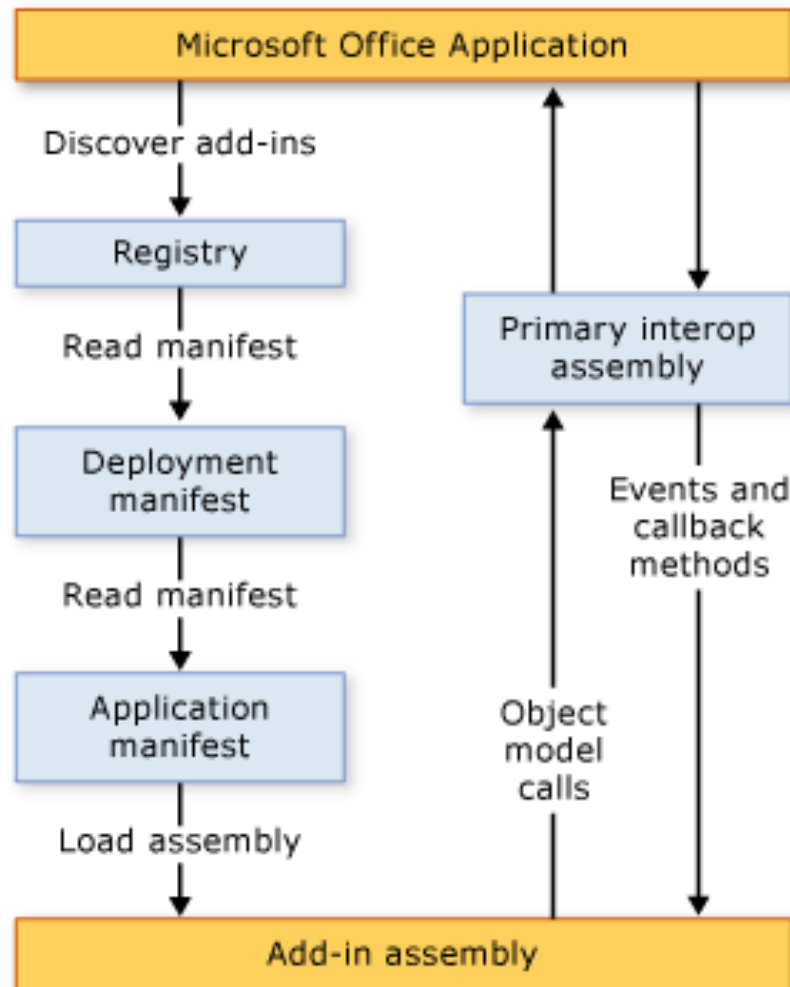 Microsoft Office Application
Discover add-ins
Registry
Read manifest
Deployment
manifest
Read manifest
Application
manifest
Load assembly
Primary interop
assembly
Events and
callback
methods
Object
model
calls
Add-in assembly